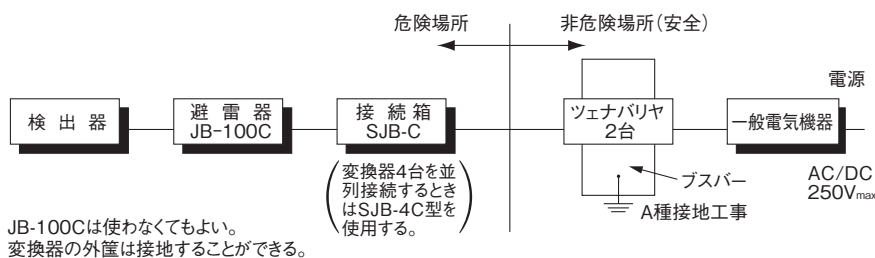 危険場所
非危険場所（安全）
電源
検出器
避雷器
JB-100C
接続箱
SJB-C
ツェナバリヤ
2台
一般電気機器
（変換器4台を並
列接続するとき
はSJB-4C型を
使用する。）
ブスバー
A種接地工事
AC/DC
250Vmax
JB-100Cは使わなくてもよい。
変換器の外筐は接地することができる。